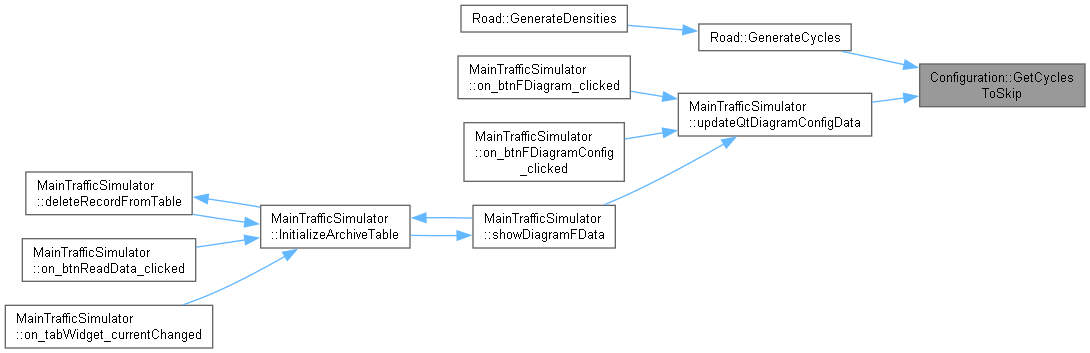 Road::GenerateDensities
Road::GenerateCycles
MainTrafficSimulator
::on_btnFDiagram_clicked
Configuration::GetCycles
ToSkip
MainTrafficSimulator
::updateQtDiagramConfigData
MainTrafficSimulator
::on_btnFDiagramConfig
_clicked
MainTrafficSimulator
::deleteRecordFromTable
MainTrafficSimulator
::InitializeArchiveTable
MainTrafficSimulator
::showDiagramFData
MainTrafficSimulator
::on_btnReadData_clicked
MainTrafficSimulator
::on_tabWidget_currentChanged